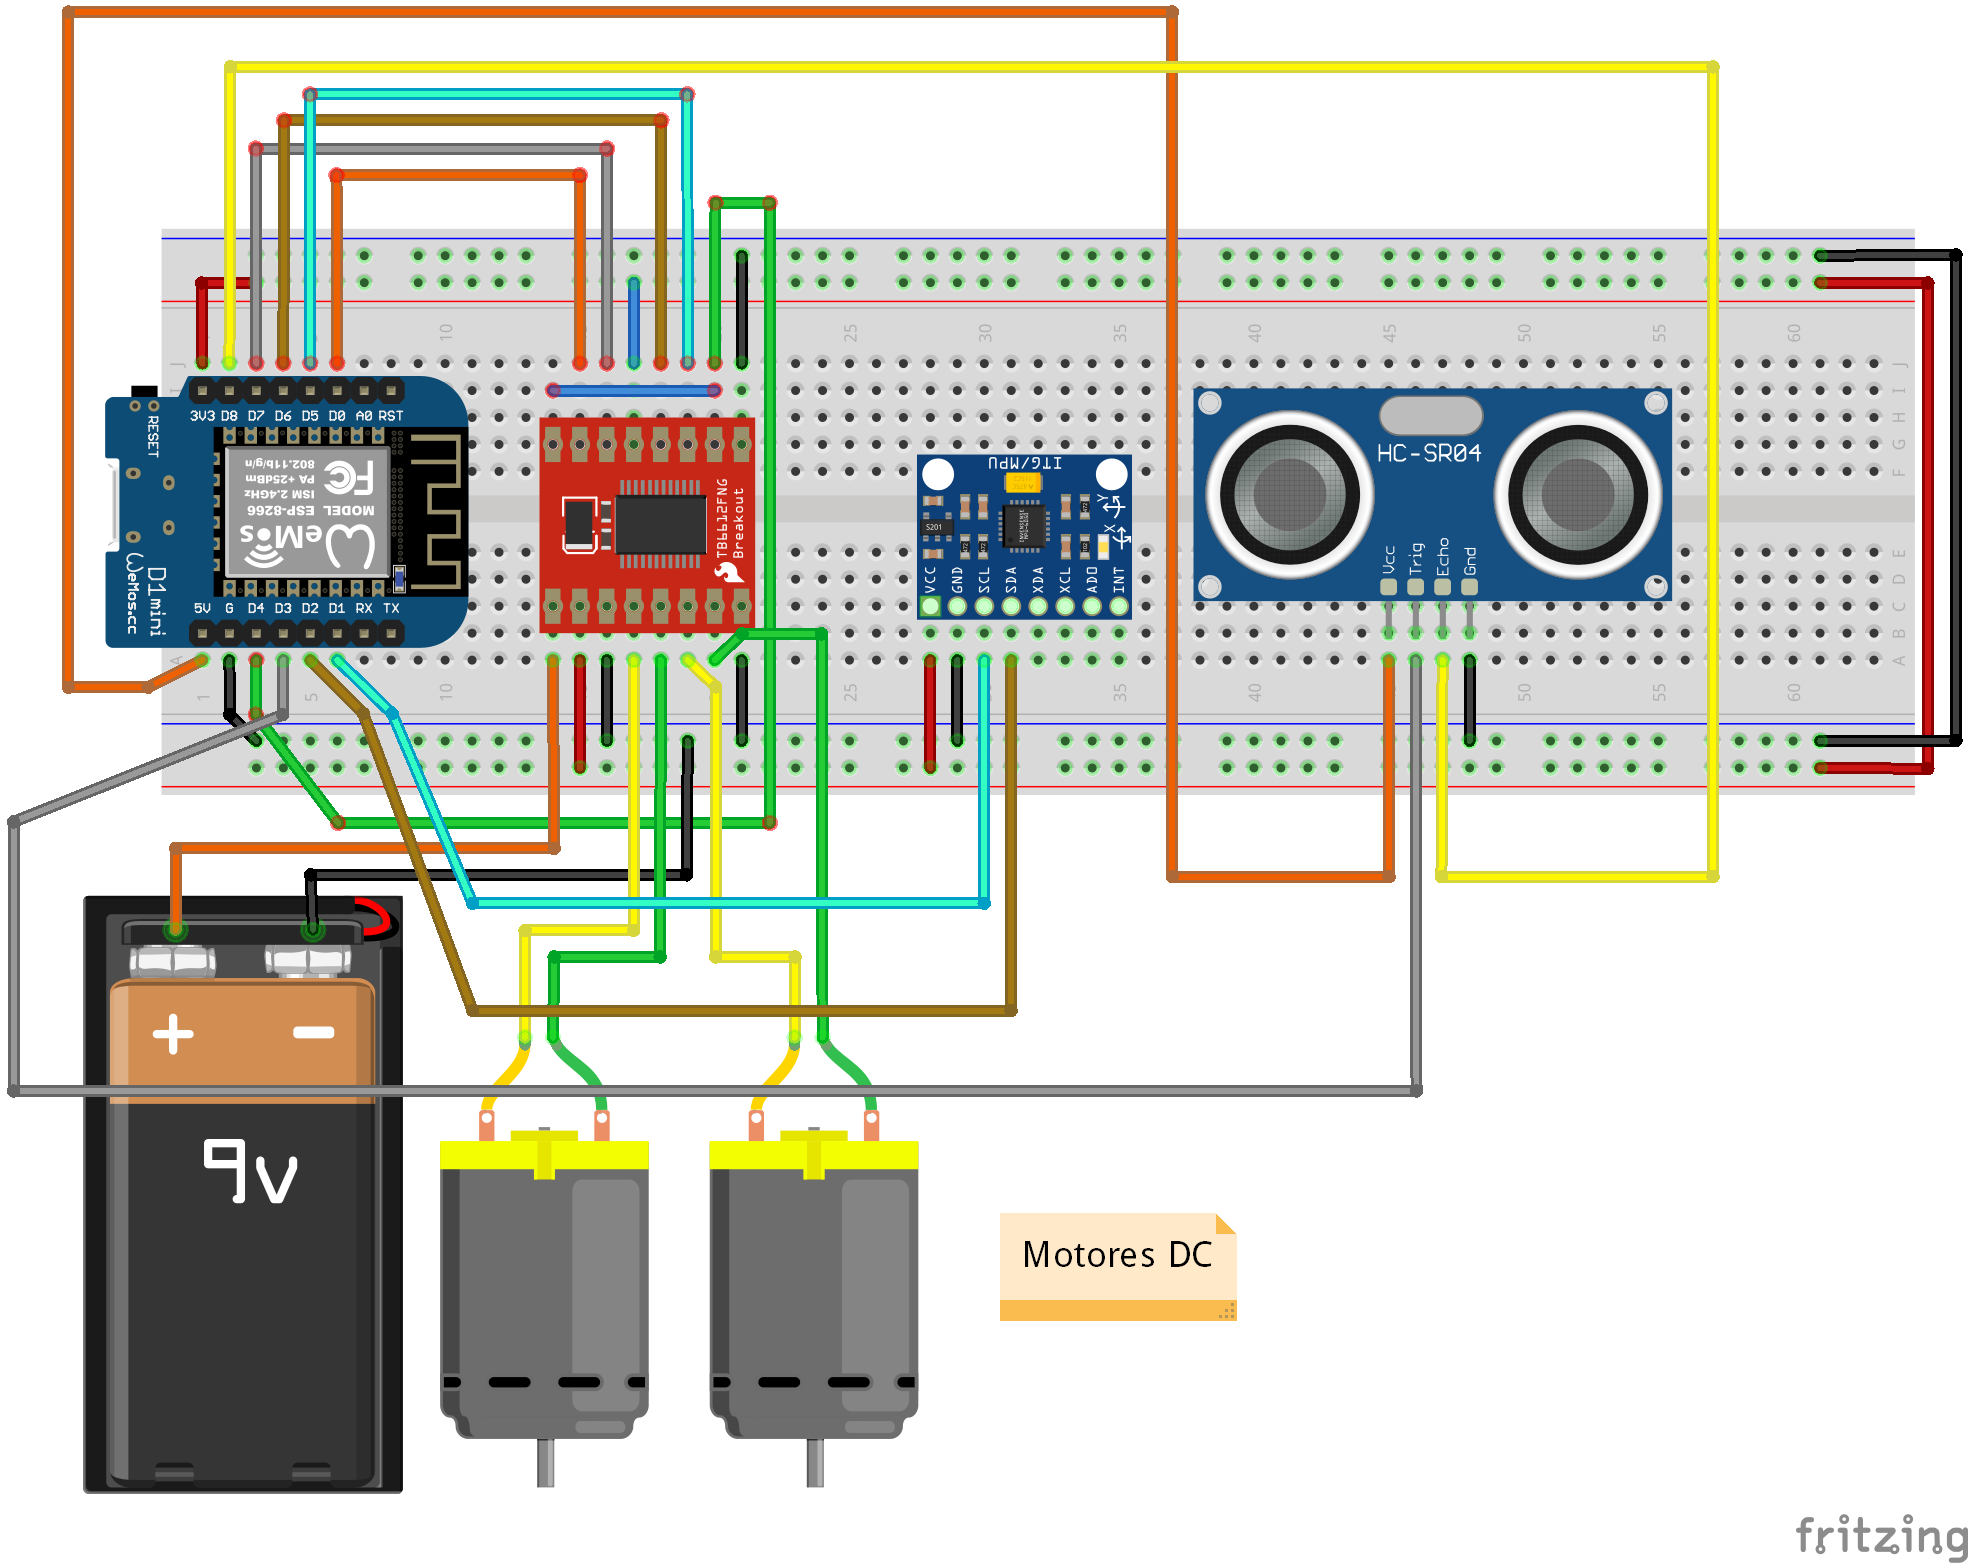 10
25
30
35
40
45
50
55
60
J
I
H
G
F
3V3 D8 D7 D6 D5 D0 A0 RST
RESET
802.11b/g/n
PA +25dBm
ISM 2.4GHz
MODEL ESP-8266
FC
WeMos
D1 mini
WeMos.cc
5V G D4 D3 D2 D1 RX TX
TB6612FNG
Breakout
ITG/MPU
S201
Y
X
VCC GND SCL SDA XDA XCL AD0 INT
HC-SR04
Vcc Trig Echo Gnd
E
D
C
B
A
1
5
10
25
35
40
50
55
60
+ −
9v
Motores DC
fritzing